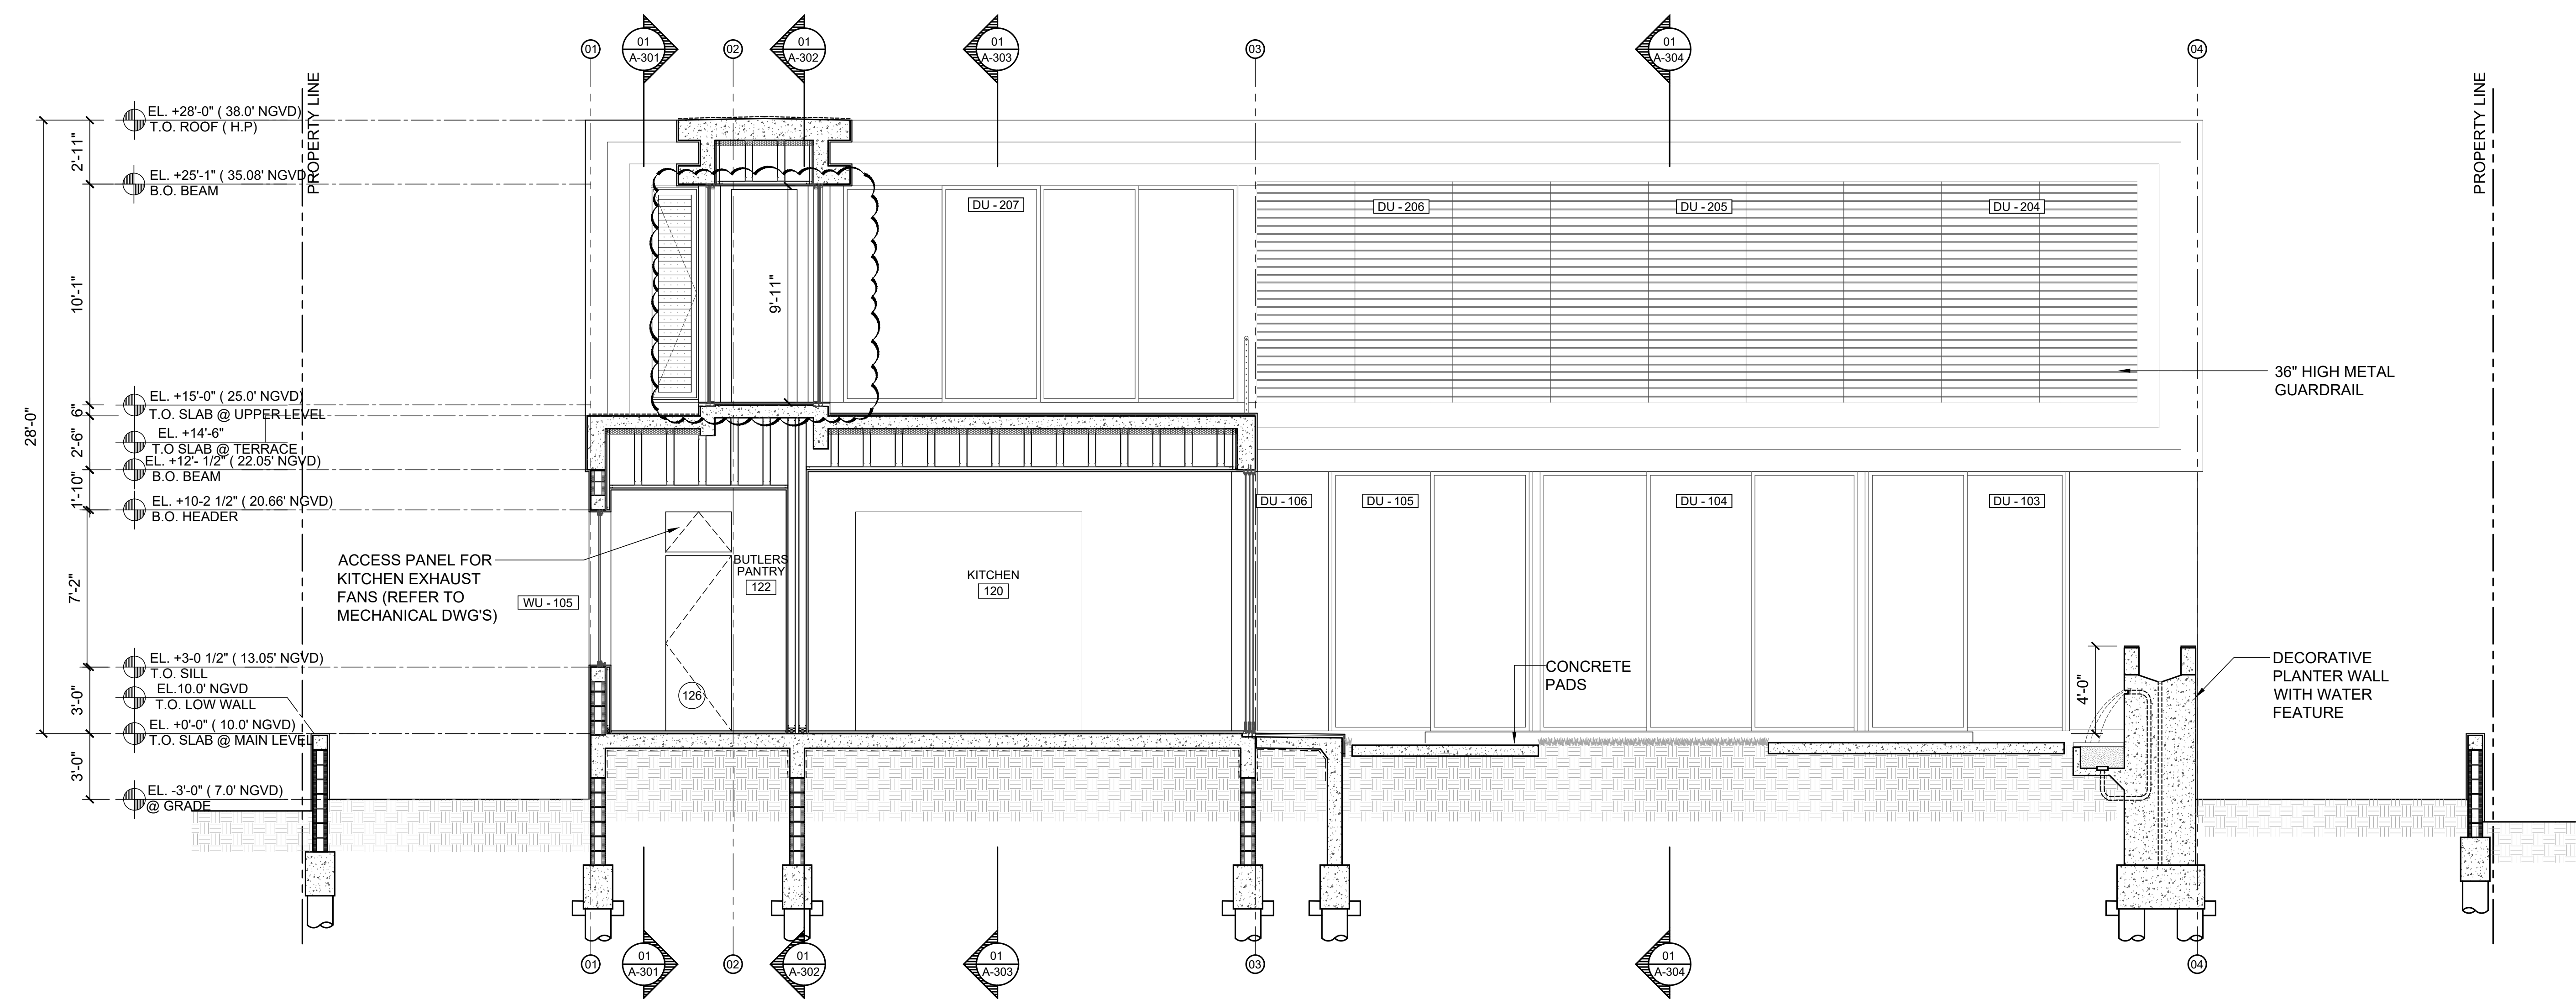 01
01
A-301
02
01
A-302
01
A-303
03
01
A-304
04
PROPERTY LINE
PROPERTY LINE
EL. +28'-0" ( 38.0' NGVD)
T.O. ROOF ( H.P)
2'-11"
EL. +25'-1" ( 35.08' NGVD
B.O. BEAM
DU - 207
DU - 206
DU - 205
DU - 204
10'-1"
9'-11"
28'-0"
36" HIGH METAL
GUARDRAIL
EL. +15'-0" ( 25.0' NGVD)
T.O. SLAB @ UPPER LEVEL
6"
EL. +14'-6"
T.O SLAB @ TERRACE
2'-6"
EL. +12'- 1/2" ( 22.05' NGVD)
B.O. BEAM
1'-10"
EL. +10-2 1/2" ( 20.66' NGVD)
B.O. HEADER
DU - 106
DU - 105
DU - 104
DU - 103
ACCESS PANEL FOR
KITCHEN EXHAUST
FANS (REFER TO
MECHANICAL DWG'S)
BUTLERS
PANTRY
122
KITCHEN
120
WU - 105
7'-2"
EL. +3-0 1/2" ( 13.05' NGVD)
T.O. SILL
EL.10.0' NGVD
T.O. LOW WALL
3'-0"
126
CONCRETE
PADS
4'-0"
DECORATIVE
PLANTER WALL
WITH WATER
FEATURE
EL. +0'-0" ( 10.0' NGVD)
T.O. SLAB @ MAIN LEVEL
3'-0"
EL. -3'-0" ( 7.0' NGVD)
@ GRADE
01
01
A-301
02
01
A-302
01
A-303
03
01
A-304
04